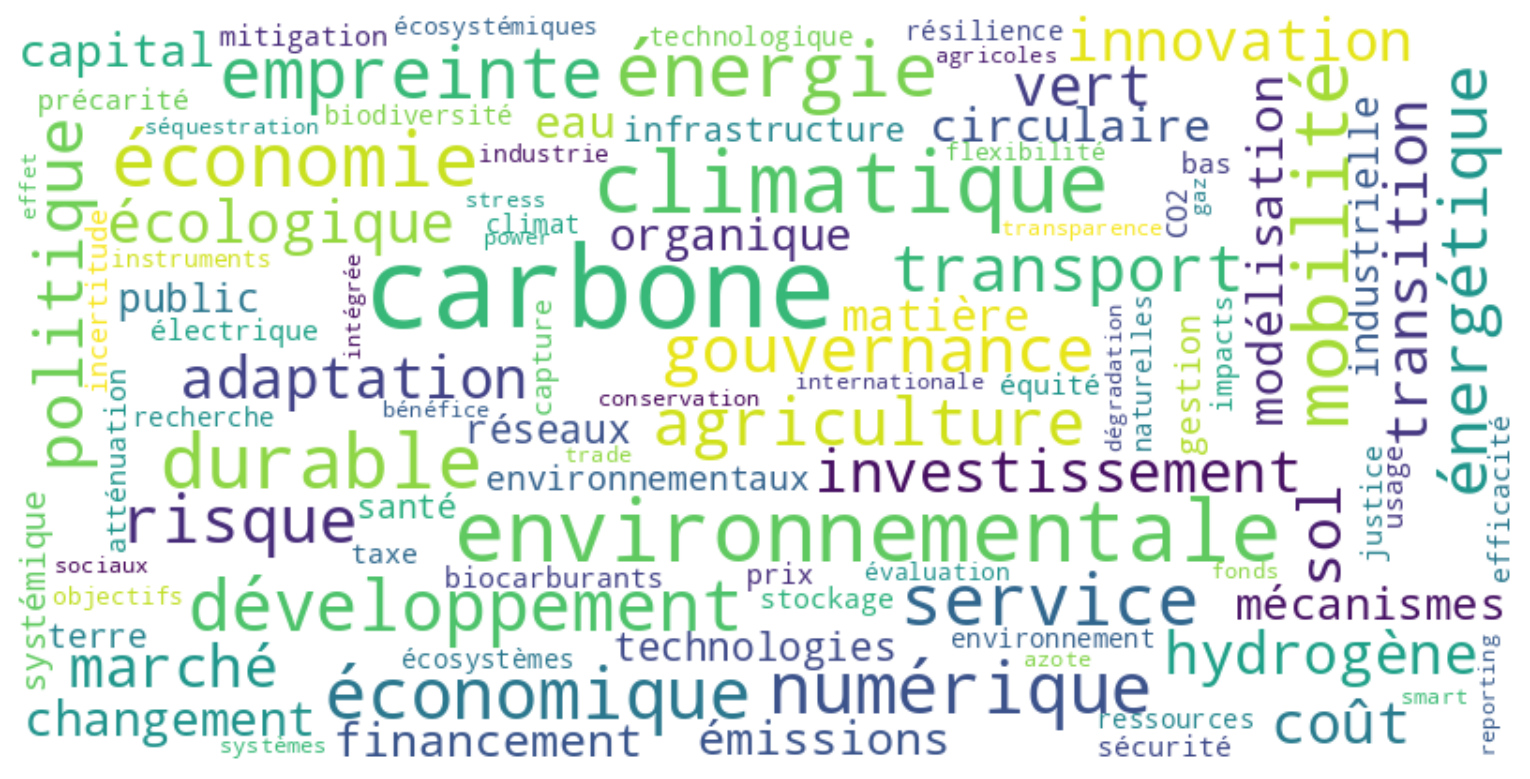 capital
mitigation
écosystémiques
technologique
résilience
innovation
empreinte
énergie
agricoles
vert
précarité
séquestration
biodiversité
eau
infrastructure
circulaire
économie
industrie
climatique
flexibilité
bas
modélisation
mobilité
industrielle
transition
énergétique
effet
politique
écologique
stress
climat
power
organique
transparence
CO2
gaz
incertitude
instruments
intégrée
carbone
transport
public
électrique
capture
matière
gouvernance
dégradation
naturelles
gestion
impacts
adaptation
internationale
équité
atténuation
recherche
bénéfice
conservation
réseaux
agriculture
durable
trade
environnementaux
investissement
sol
justice
usage
efficacité
systémique
risque
santé
environnementale
taxe
sociaux
biocarburants
prix
évaluation
fonds
objectifs
développement
stockage
service
mécanismes
terre
technologies
environnement
hydrogène
reporting
marché
écosystèmes
azote
économique
numérique
smart
changement
ressources
coût
systèmes
financement
émissions
sécurité